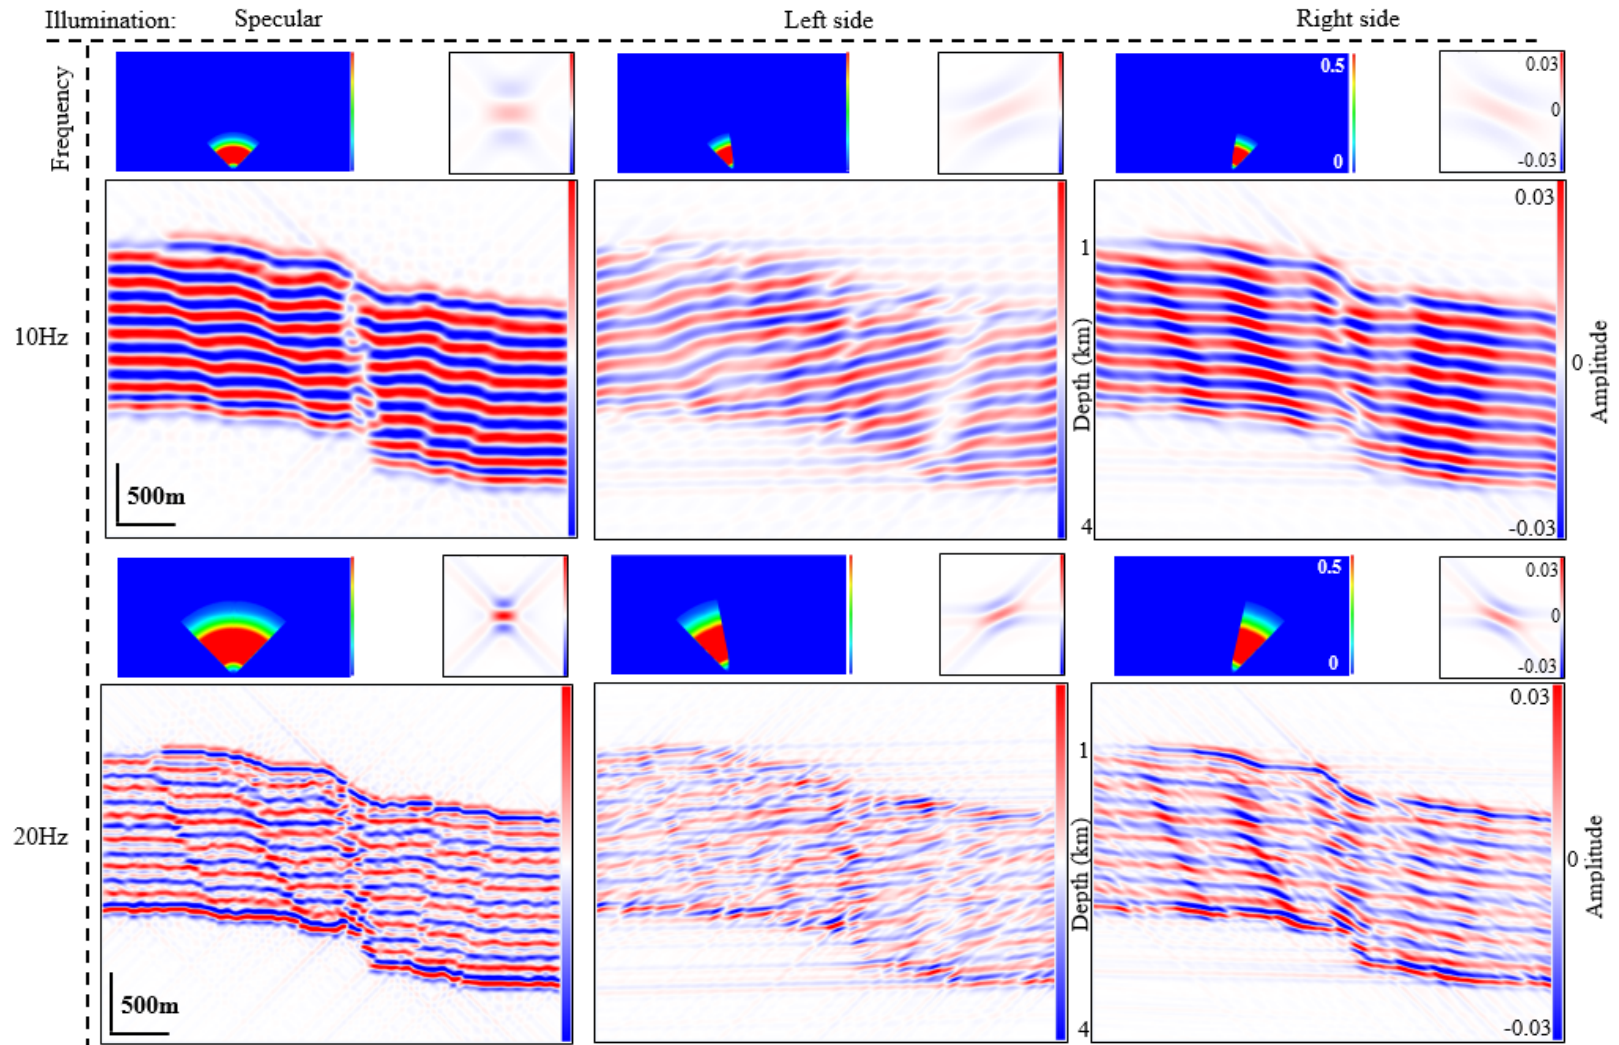 Illumination:
Specular
Left side
Right side
Frequency
0.5
0
0.03
0
-0.03
10Hz
500m
1
Depth (km)
4
0.03
0
-0.03
Amplitude
0.5
0
0.03
0
-0.03
20Hz
500m
1
Depth (km)
4
0.03
0
-0.03
Amplitude